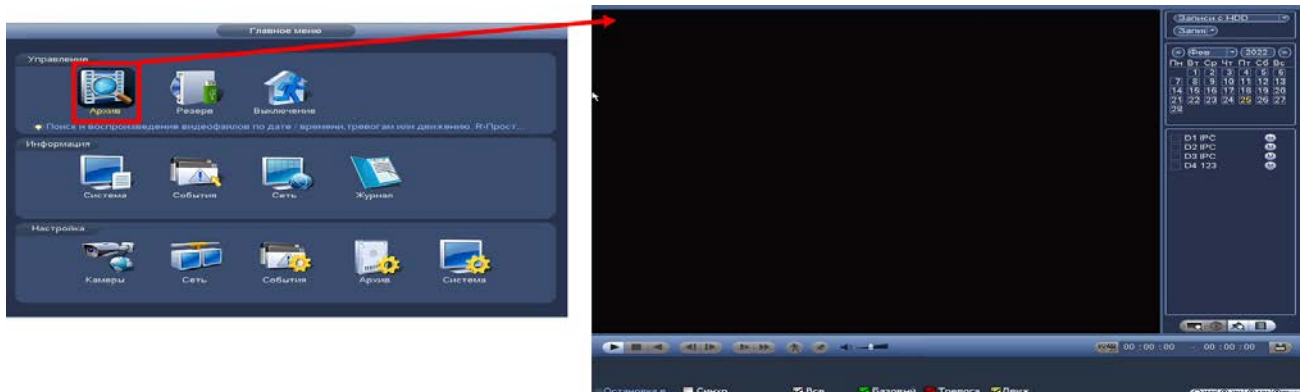 Главное меню
Управление
Архив Резерв Выключение
Поиск и воспроизведение видеофайлов по дате / времени, тревогам или движению. R-Прост...
Информация
Система События Сеть Журнал
Настройка
Камеры Сеть События Архив Система
Записи с HDD
Запис
Фев 2022
Пн Вт Ср Чт Пт Сб Вс
1 2 3 4 5 6
7 8 9 10 11 12 13
14 15 16 17 18 19 20
21 22 23 24 25 26 27
28
D1 IPC M
D2 IPC M
D3 IPC M
D4 123 M
00 :00 :00 - 00 :00 :00
Остановка в Синхр Все Базовый Тревога Движ